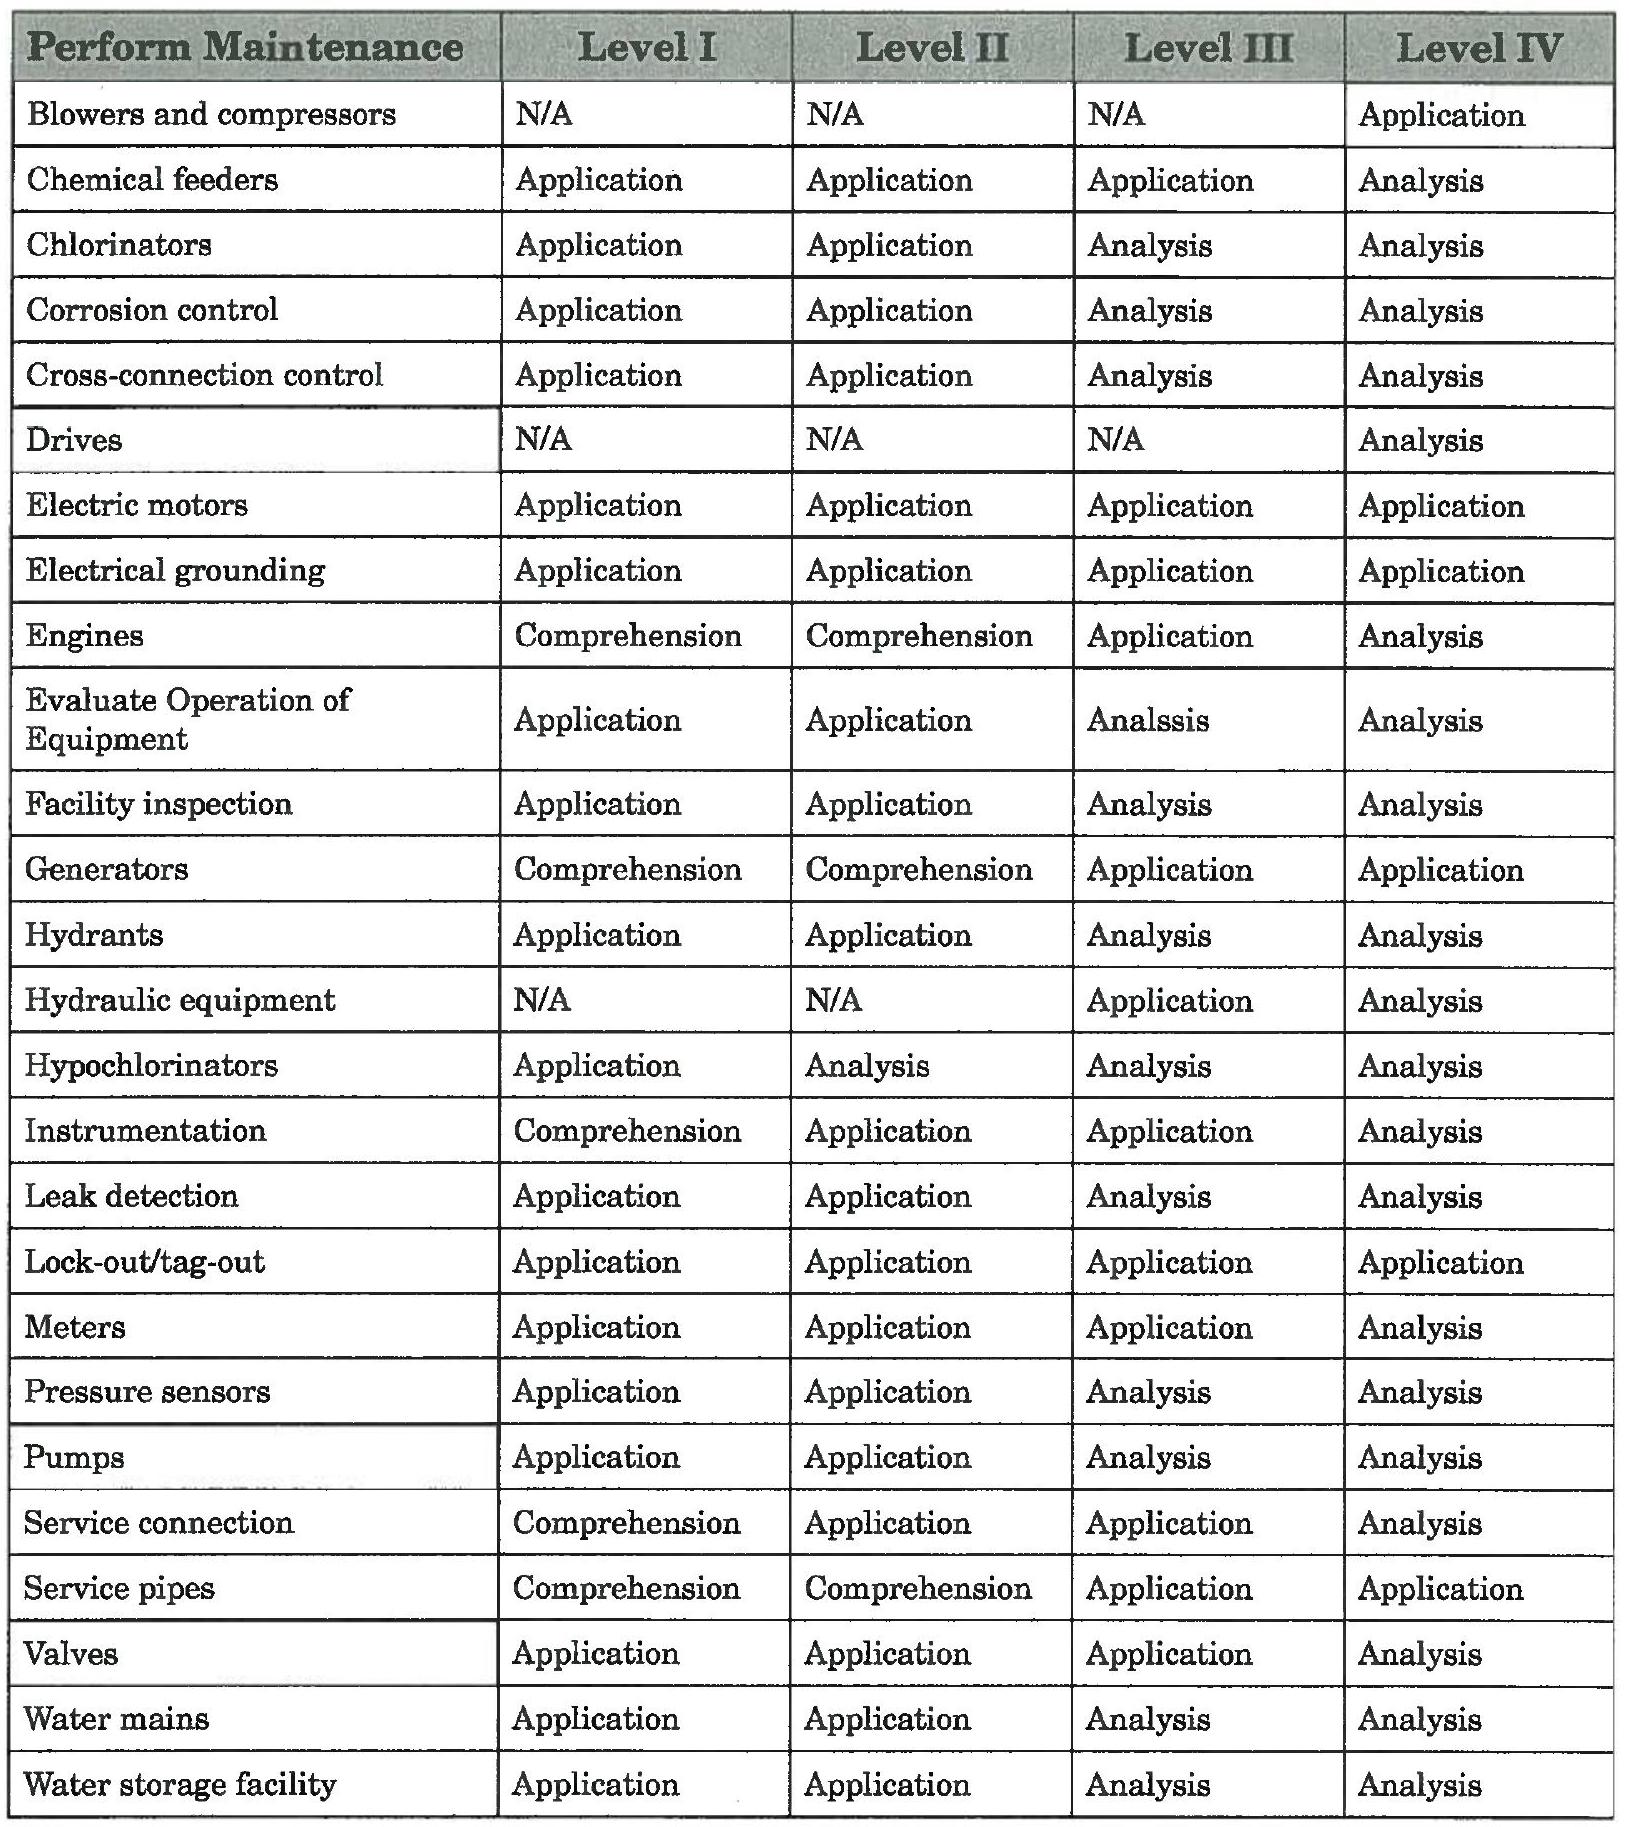 Perform Maintenance Level I Level II Level III Level IV
Blowers and compressors N/A N/A N/A Application
Chemical feeders Application Application Application Analysis
Chlorinators Application Application Analysis Analysis
Corrosion control Application Application Analysis Analysis
Cross-connection control Application Application Analysis Analysis
Drives N/A N/A N/A Analysis
Electric motors Application Application Application Application
Electrical grounding Application Application Application Application
Engines Comprehension Comprehension Application Analysis
Evaluate Operation of
Equipment Application Application Analssis Analysis
Facility inspection Application Application Analysis Analysis
Generators Comprehension Comprehension Application Application
Hydrants Application Application Analysis Analysis
Hydraulic equipment N/A N/A Application Analysis
Hypochlorinators Application Analysis Analysis Analysis
Instrumentation Comprehension Application Application Analysis
Leak detection Application Application Analysis Analysis
Lock-out/tag-out Application Application Application Application
Meters Application Application Application Analysis
Pressure sensors Application Application Analysis Analysis
Pumps Application Application Analysis Analysis
Service connection Comprehension Application Application Analysis
Service pipes Comprehension Comprehension Application Application
Valves Application Application Application Analysis
Water mains Application Application Analysis Analysis
Water storage facility Application Application Analysis Analysis